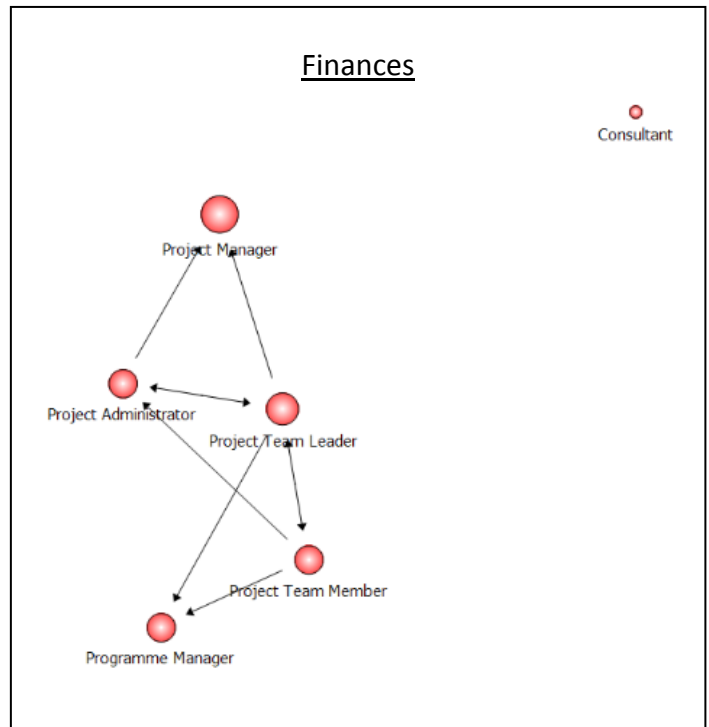 Finances
Consultant
Project Manager
Project Administrator
Project Team Leader
Project Team Member
Programme Manager